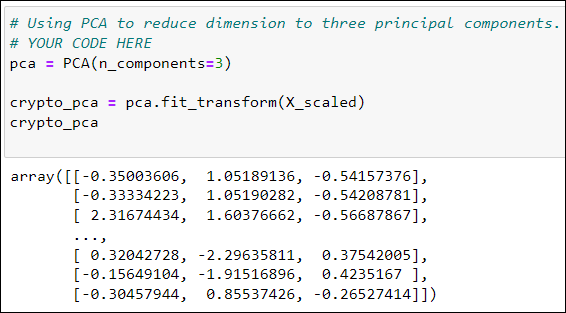 # Using PCA to reduce dimension to three principal components.
# YOUR CODE HERE
pca = PCA(n_components=3)
crypto_pca = pca.fit_transform(X_scaled)
crypto_pca
array([[-0.35003606,  1.05189136, -0.54157376],
       [-0.33334223,  1.05190282, -0.54208781],
       [ 2.31674434,  1.60376662, -0.56687867],
       ...,
       [ 0.32042728, -2.29635811,  0.37542005],
       [-0.15649104, -1.91516896,  0.4235167 ],
       [-0.30457944,  0.85537426, -0.26527414]])